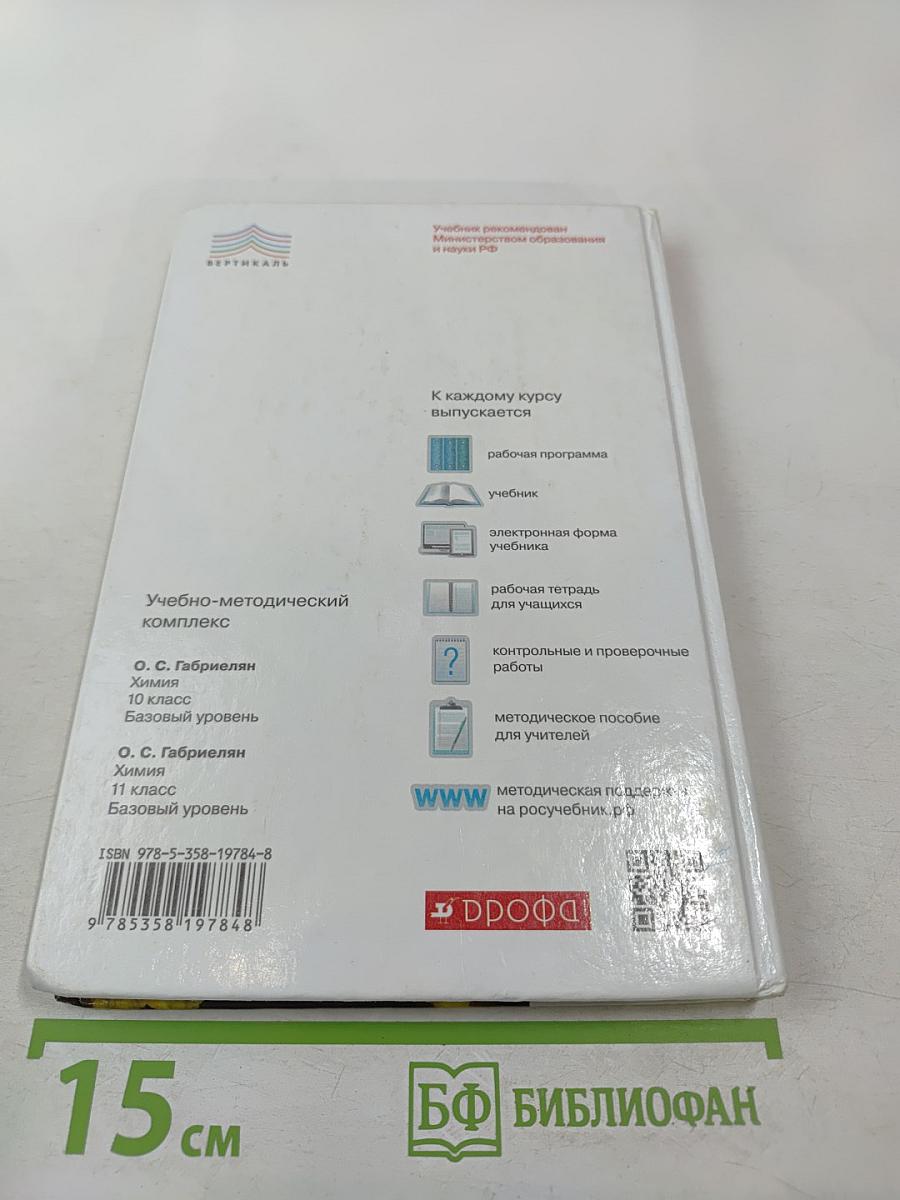 ВЕРТИКАЛЬ
Учебник рекомендован
Министерством образования
и науки РФ
К каждому курсу
выпускается
рабочая программа
учебник
электронная форма
учебника
рабочая тетрадь
для учащихся
?
контрольные и проверочные
работы
методическое пособие
для учителей
www
методическая поддержка
на росучебник.рф
Учебно-методический
комплекс
О. С. Габриелян
Химия
10 класс
Базовый уровень
О. С. Габриелян
Химия
11 класс
Базовый уровень
ISBN 978-5-358-19784-8
9 785358 197848
дрофа
15 см
БФ БИБЛИОФАН